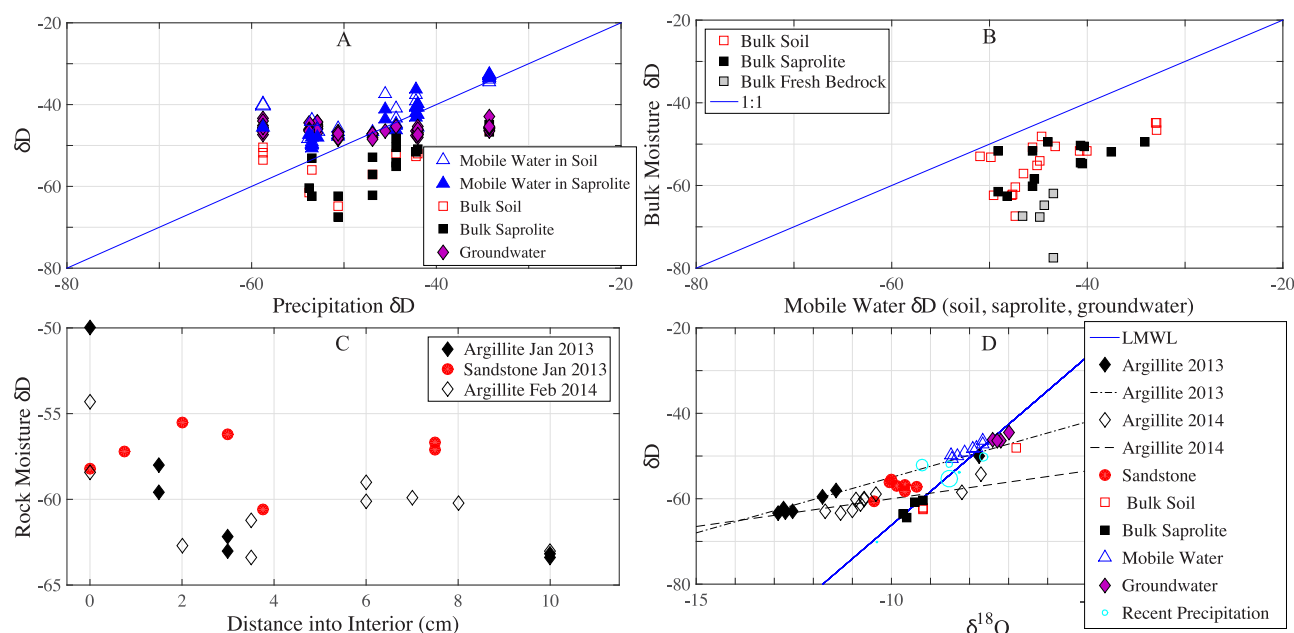 A
-20
-40
-60
-80
δD
-80
-60
-40
-20
Precipitation δD
Mobile Water in Soil
Mobile Water in Saprolite
Bulk Soil
Bulk Saprolite
Groundwater
B
-20
-40
-60
-80
Bulk Moisture δD
-80
-60
-40
-20
Mobile Water δD (soil, saprolite, groundwater)
Bulk Soil
Bulk Saprolite
Bulk Fresh Bedrock
1:1
C
-50
-55
-60
-65
Rock Moisture δD
0
2
4
6
8
10
Distance into Interior (cm)
Argillite Jan 2013
Sandstone Jan 2013
Argillite Feb 2014
D
-20
-40
-60
-80
δD
-15
-10
δ¹⁸O
LMWL
Argillite 2013
Argillite 2013
Argillite 2014
Argillite 2014
Sandstone
Bulk Soil
Bulk Saprolite
Mobile Water
Groundwater
Recent Precipitation